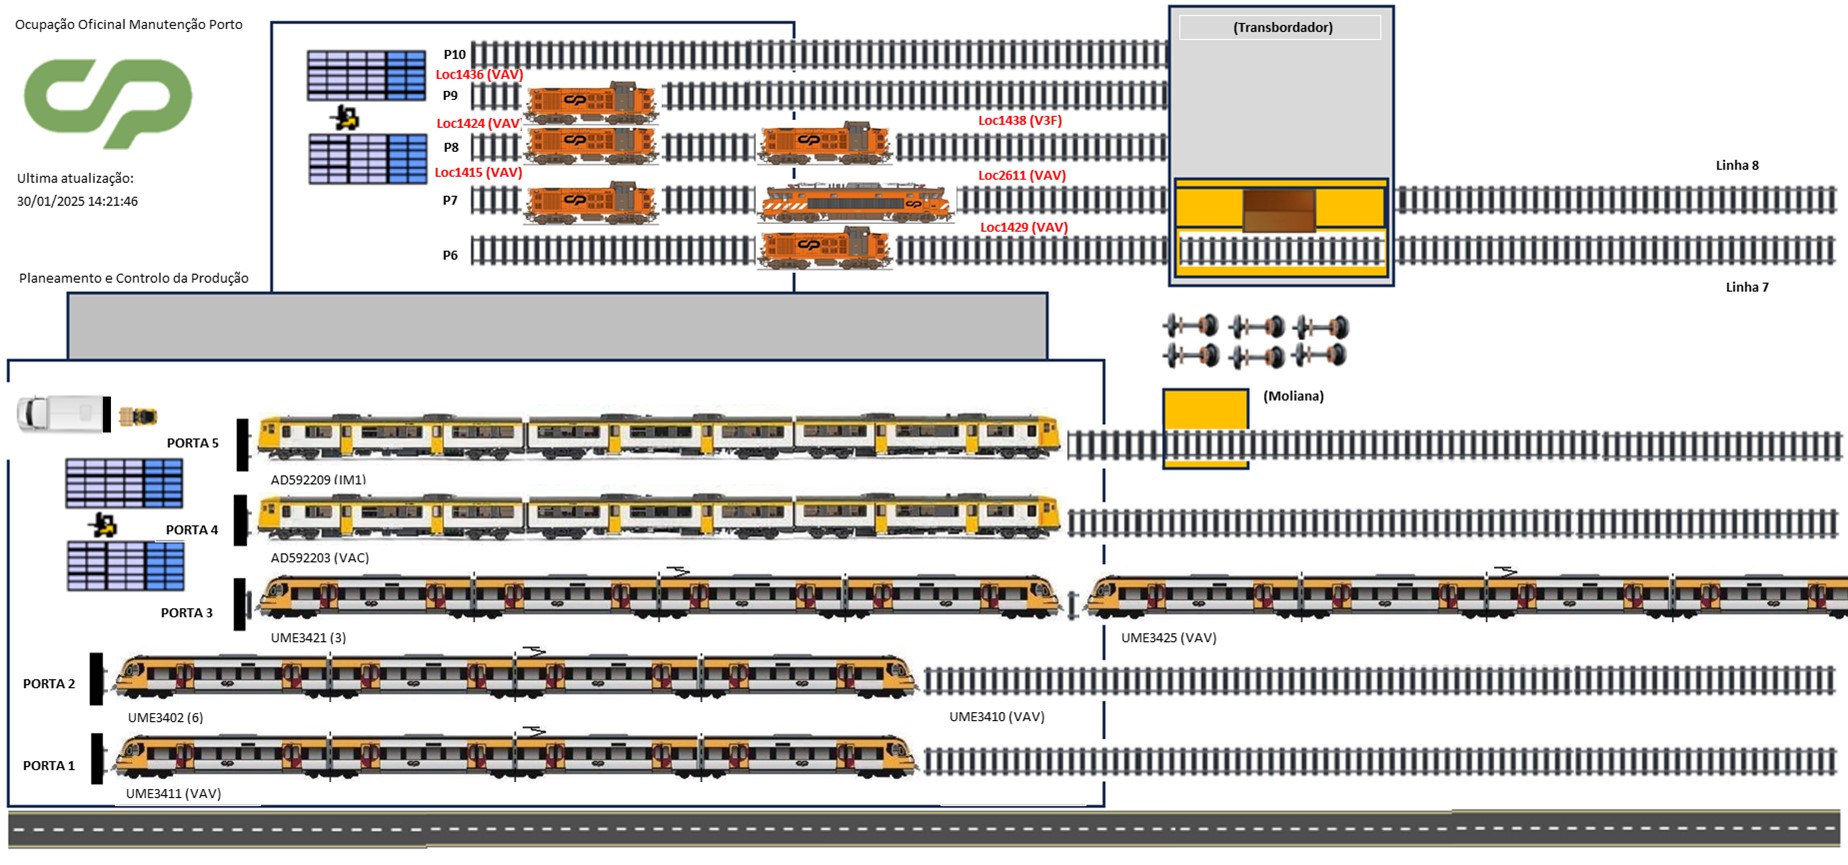 Ocupação Oficinal Manutenção Porto
Ultima atualização:
30/01/2025 14:21:46
Planeamento e Controlo da Produção
P10
Loc1436 (VAV)
P9
Loc1424 (VAV)
Loc1438 (V3F)
P8
Loc1415 (VAV)
Loc2611 (VAV)
P7
Loc1429 (VAV)
P6
(Transbordador)
Linha 8
Linha 7
(Moliana)
PORTA 5
AD592209 (IM1)
PORTA 4
AD592203 (VAC)
PORTA 3
UME3421 (3)
UME3425 (VAV)
PORTA 2
UME3402 (6)
UME3410 (VAV)
PORTA 1
UME3411 (VAV)